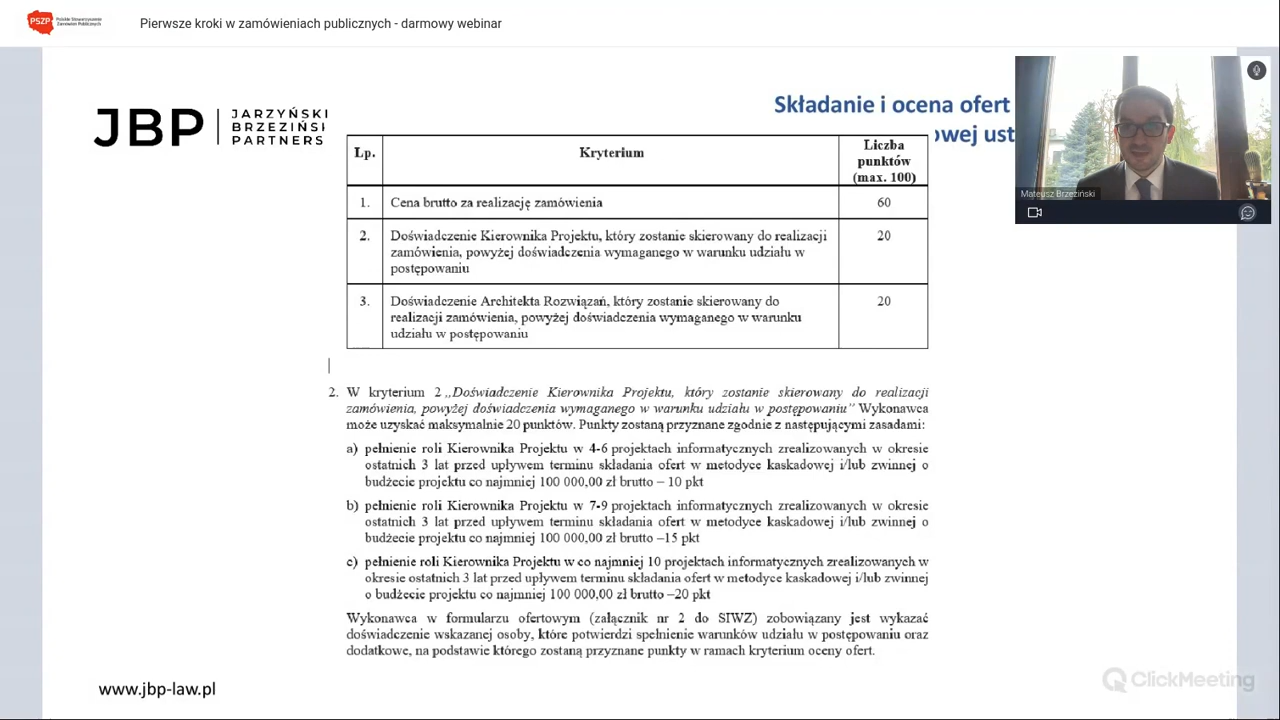 PSZP
Polskie Stowarzyszenie
Zamówień Publicznych
Pierwsze kroki w zamówieniach publicznych - darmowy webinar
JBP
JARZYŃSKI
BRZEZIŃSKI
PARTNERS
Składanie i ocena ofert
owej ust
Mateusz Brzeziński
Lp.
Kryterium
Liczba
punktów
(max. 100)
1.
Cena brutto za realizację zamówienia
60
2.
Doświadczenie Kierownika Projektu, który zostanie skierowany do realizacji
zamówienia, powyżej doświadczenia wymaganego w warunku udziału w
postępowaniu
20
3.
Doświadczenie Architekta Rozwiązań, który zostanie skierowany do
realizacji zamówienia, powyżej doświadczenia wymaganego w warunku
udziału w postępowaniu
20
2. W kryterium 2 „Doświadczenie Kierownika Projektu, który zostanie skierowany do realizacji
zamówienia, powyżej doświadczenia wymaganego w warunku udziału w postępowaniu” Wykonawca
może uzyskać maksymalnie 20 punktów. Punkty zostaną przyznane zgodnie z następującymi zasadami:
a) pełnienie roli Kierownika Projektu w 4-6 projektach informatycznych zrealizowanych w okresie
ostatnich 3 lat przed upływem terminu składania ofert w metodyce kaskadowej i/lub zwinnej o
budżecie projektu co najmniej 100 000,00 zł brutto – 10 pkt
b) pełnienie roli Kierownika Projektu w 7-9 projektach informatycznych zrealizowanych w okresie
ostatnich 3 lat przed upływem terminu składania ofert w metodyce kaskadowej i/lub zwinnej o
budżecie projektu co najmniej 100 000,00 zł brutto –15 pkt
c) pełnienie roli Kierownika Projektu w co najmniej 10 projektach informatycznych zrealizowanych w
okresie ostatnich 3 lat przed upływem terminu składania ofert w metodyce kaskadowej i/lub zwinnej
o budżecie projektu co najmniej 100 000,00 zł brutto –20 pkt
Wykonawca w formularzu ofertowym (załącznik nr 2 do SIWZ) zobowiązany jest wykazać
doświadczenie wskazanej osoby, które potwierdzi spełnienie warunków udziału w postępowaniu oraz
dodatkowe, na podstawie którego zostaną przyznane punkty w ramach kryterium oceny ofert.
www.jbp-law.pl
ClickMeeting